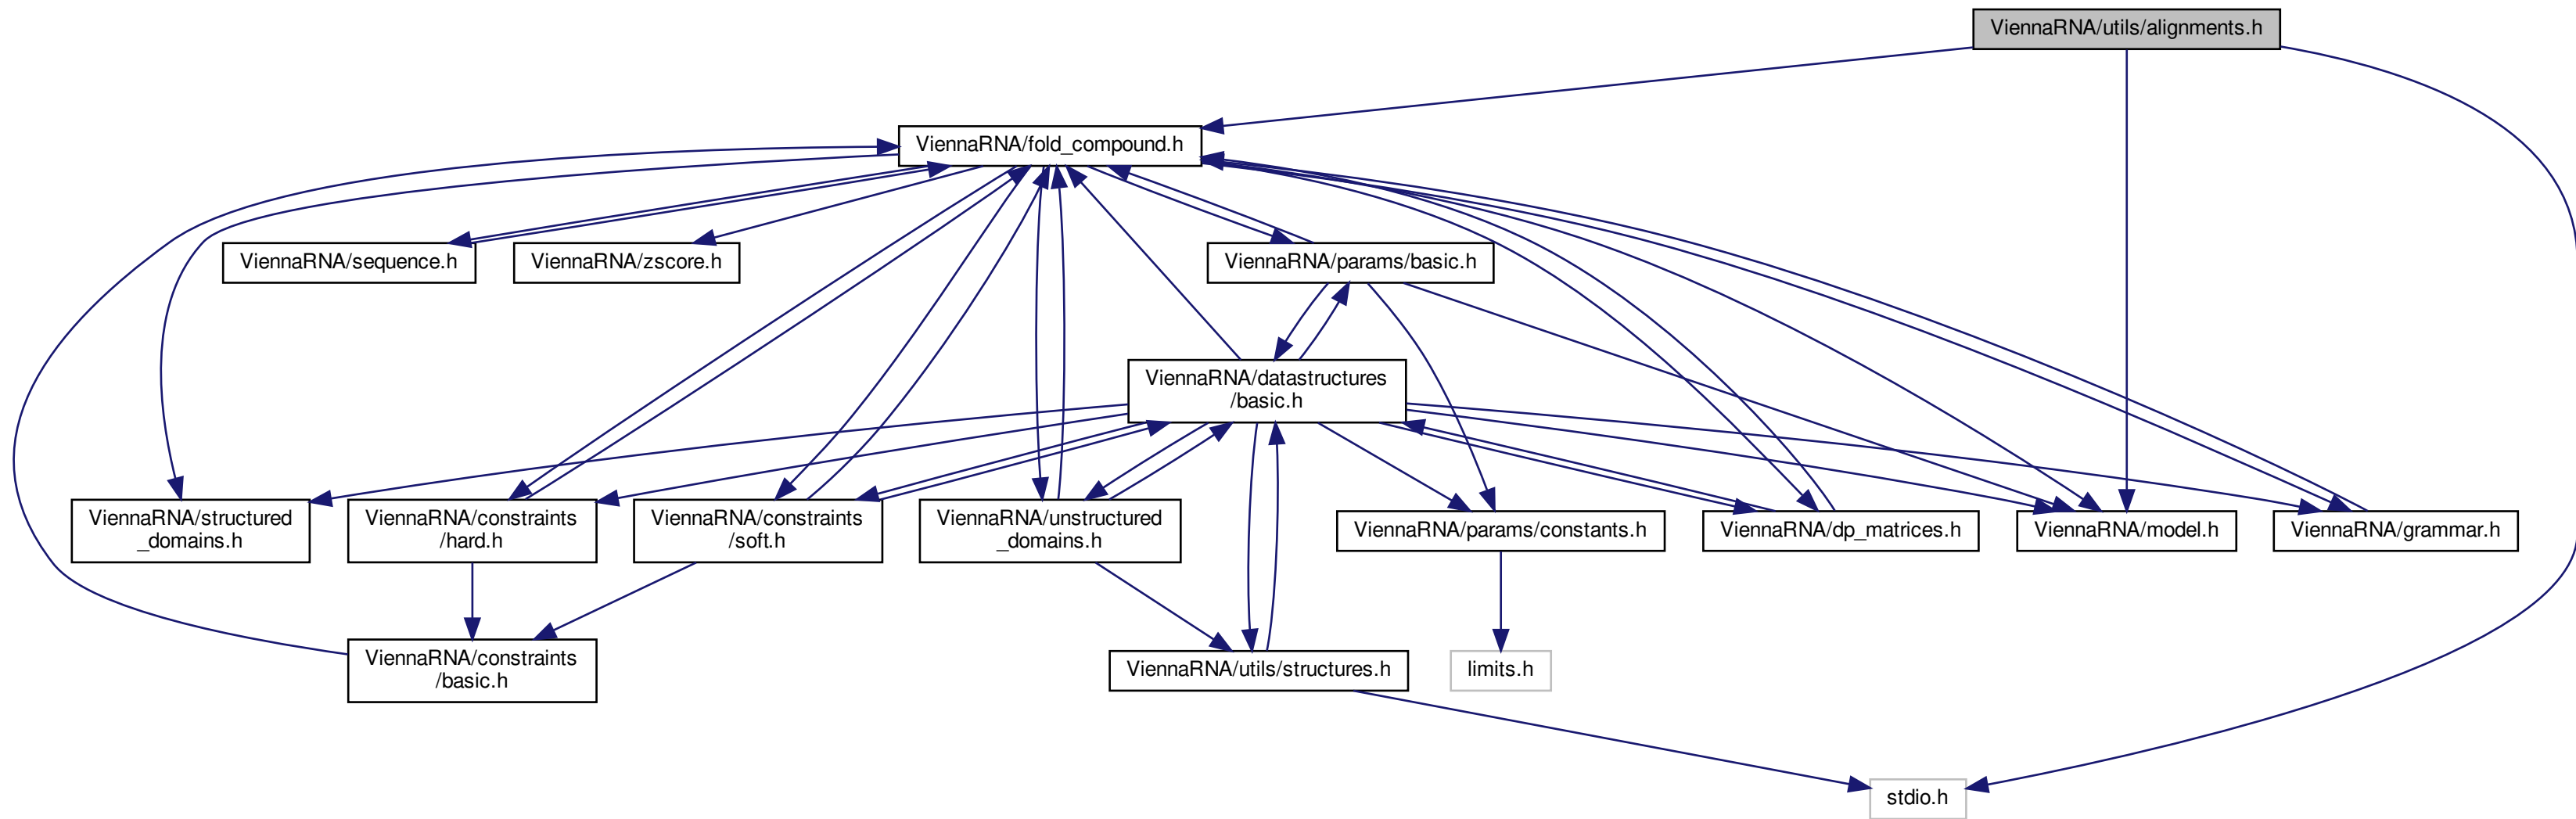 ViennaRNA/utils/alignments.h
ViennaRNA/fold_compound.h
ViennaRNA/sequence.h
ViennaRNA/zscore.h
ViennaRNA/params/basic.h
ViennaRNA/datastructures
/basic.h
ViennaRNA/structured
_domains.h
ViennaRNA/constraints
/hard.h
ViennaRNA/constraints
/soft.h
ViennaRNA/unstructured
_domains.h
ViennaRNA/params/constants.h
ViennaRNA/dp_matrices.h
ViennaRNA/model.h
ViennaRNA/grammar.h
ViennaRNA/constraints
/basic.h
ViennaRNA/utils/structures.h
limits.h
stdio.h